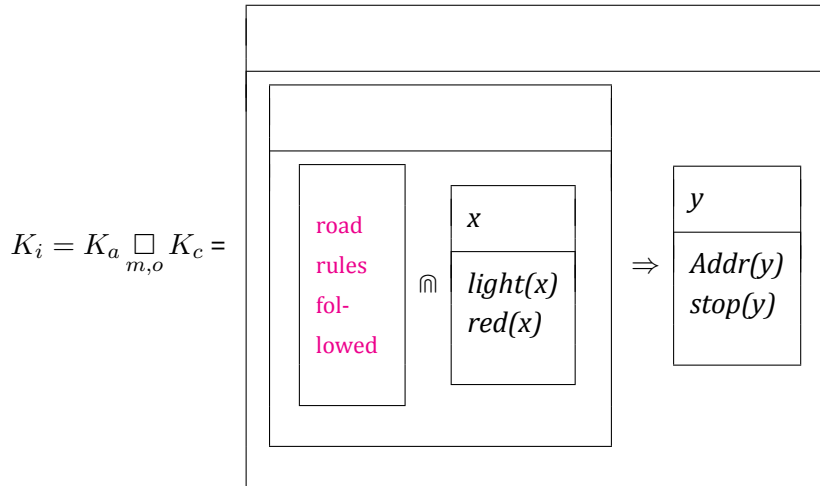 K_i = K_a □_{m,o} K_c =
road
rules
fol-
lowed
⋒
x
light(x)
red(x)
⇒
y
Addr(y)
stop(y)